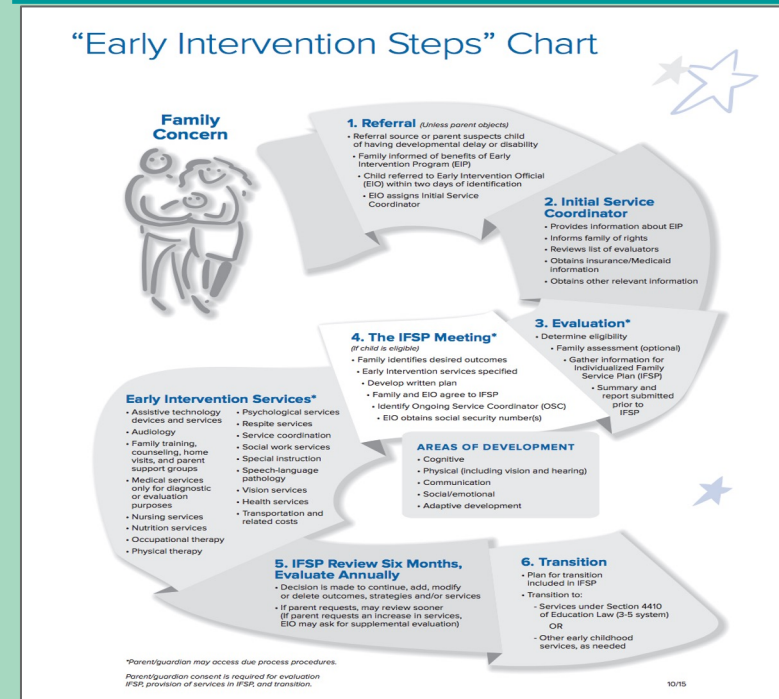 "Early Intervention Steps" Chart
Family
Concern
1. Referral (Unless parent objects)
• Referral source or parent suspects child
of having developmental delay or disability
• Family informed of benefits of Early
Intervention Program (EIP)
• Child referred to Early Intervention Official
(EIO) within two days of identification
• EIO assigns Initial Service
Coordinator
2. Initial Service
Coordinator
• Provides information about EIP
• Informs family of rights
• Reviews list of evaluators
• Obtains insurance/Medicaid
information
• Obtains other relevant information
3. Evaluation*
• Determine eligibility
• Family assessment (optional)
• Gather information for
Individualized Family
Service Plan (IFSP)
• Summary and
report submitted
prior to
IFSP
4. The IFSP Meeting*
(If child is eligible)
• Family identifies desired outcomes
• Early Intervention services specified
• Develop written plan
• Family and EIO agree to IFSP
• Identify Ongoing Service Coordinator (OSC)
• EIO obtains social security number(s)
Early Intervention Services*
• Assistive technology
devices and services
• Audiology
• Family training,
counseling, home
visits, and parent
support groups
• Medical services
only for diagnostic
or evaluation
purposes
• Nursing services
• Nutrition services
• Occupational therapy
• Physical therapy
• Psychological services
• Respite services
• Service coordination
• Social work services
• Special instruction
• Speech-language
pathology
• Vision services
• Health services
• Transportation and
related costs
AREAS OF DEVELOPMENT
• Cognitive
• Physical (including vision and hearing)
• Communication
• Social/emotional
• Adaptive development
5. IFSP Review Six Months,
Evaluate Annually
• Decision is made to continue, add, modify
or delete outcomes, strategies and/or services
• If parent requests, may review sooner
(If parent requests an increase in services,
EIO may ask for supplemental evaluation)
6. Transition
• Plan for transition
included in IFSP
• Transition to:
- Services under Section 4410
of Education Law (3-5 system)
OR
- Other early childhood
services, as needed
*Parent/guardian may access due process procedures.
Parent/guardian consent is required for evaluation
IFSP, provision of services in IFSP, and transition.
10/15